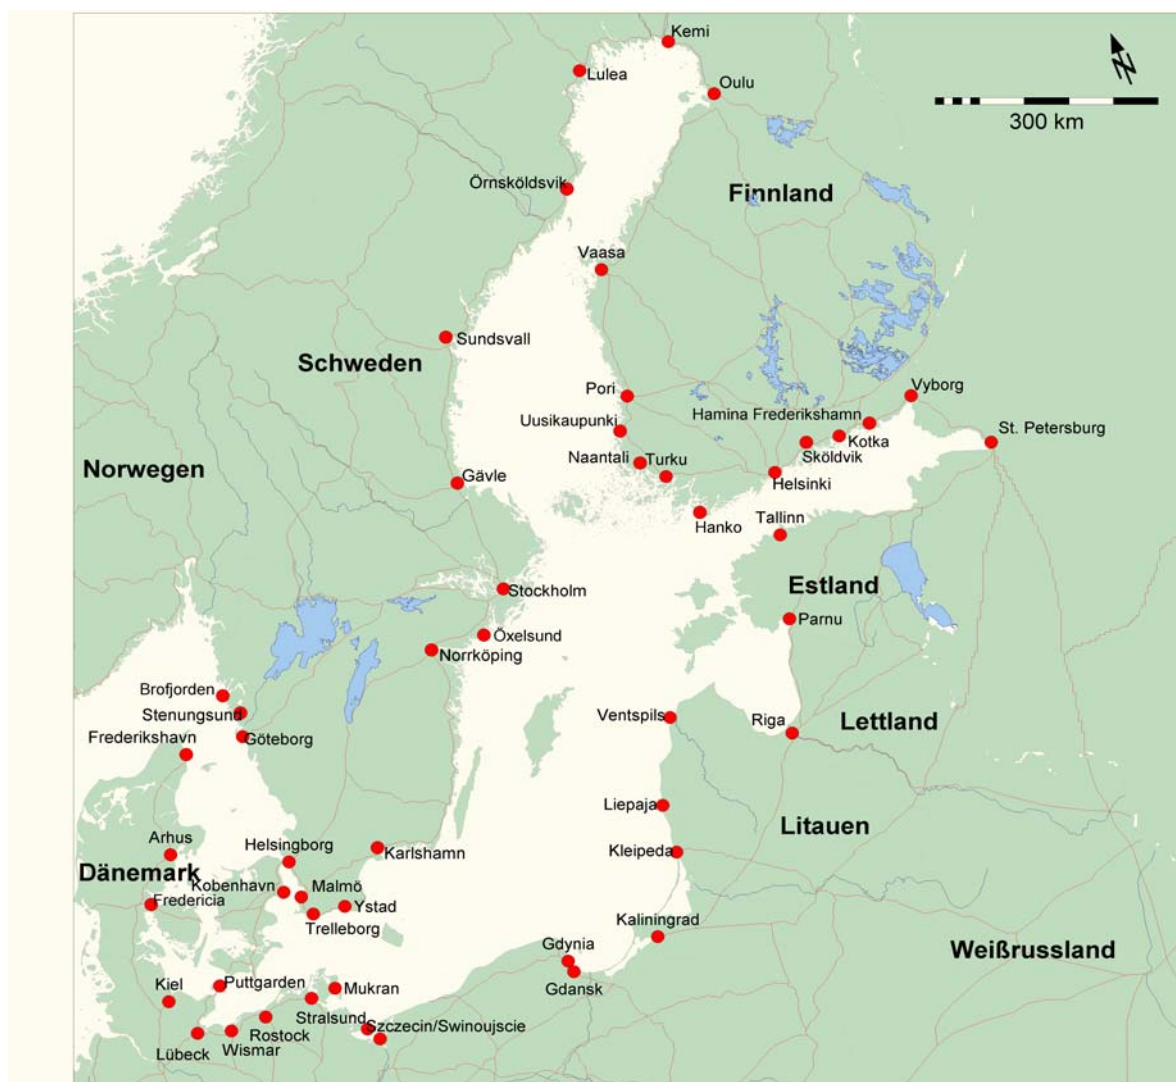 Kemi
Lulea
Oulu
N
300 km
Örnsköldsvik
Finnland
Vaasa
Sundsvall
Schweden
Pori
Vyborg
Hamina Frederikshamn
Uusikaupunki
Kotka
St. Petersburg
Sköldvik
Naantali
Turku
Norwegen
Gävle
Helsinki
Hanko
Tallinn
Estland
Stockholm
Parnu
Öxelsund
Norrköping
Brofjorden
Stenungsund
Ventspils
Riga
Lettland
Frederikshavn
Göteborg
Liepaja
Litauen
Arhus
Helsingborg
Karlshamn
Kleipeda
Dänemark
Kobenhavn
Malmö
Fredericia
Ystad
Trelleborg
Kaliningrad
Gdynia
Weißrussland
Gdansk
Kiel
Puttgarden
Mukran
Stralsund
Szczecin/Swinoujscie
Rostock
Wismar
Lübeck